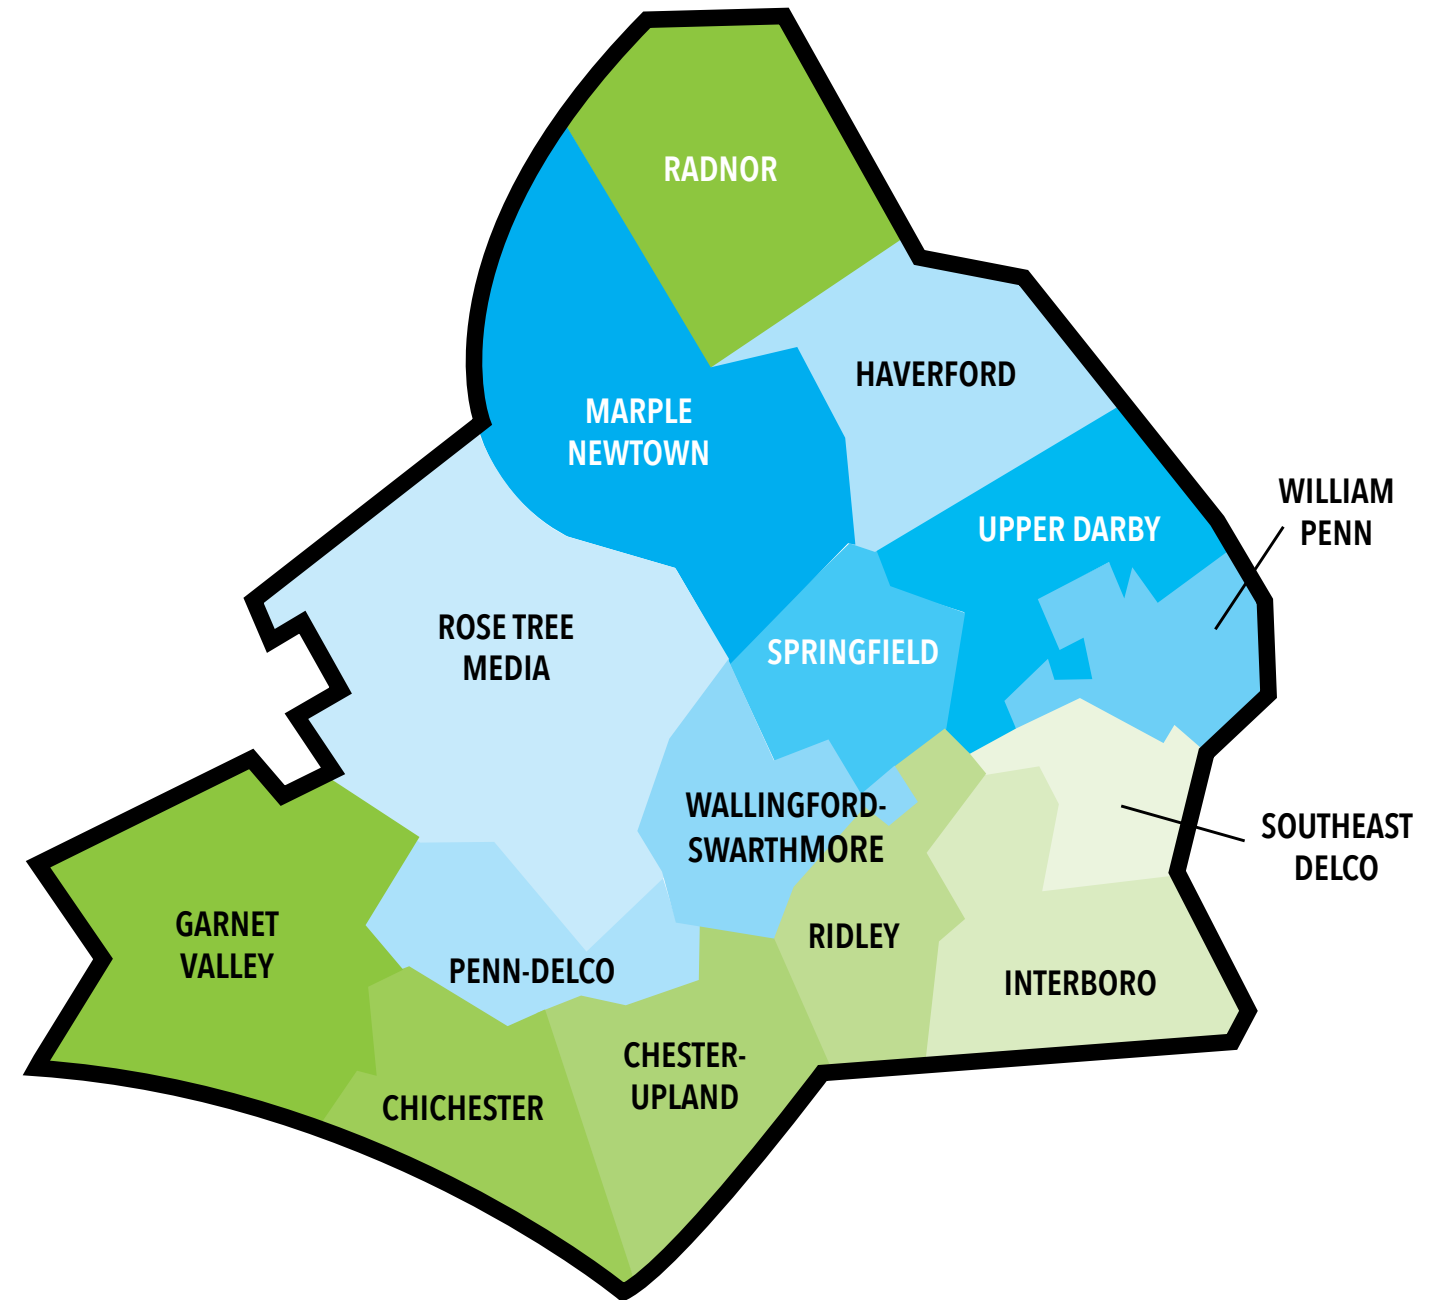 RADNOR
HAVERFORD
MARPLE
NEWTOWN
WILLIAM
PENN
UPPER DARBY
ROSE TREE
MEDIA
SPRINGFIELD
WALLINGFORD-
SWARTHMORE
SOUTHEAST
DELCO
GARNET
VALLEY
RIDLEY
PENN-DELCO
INTERBORO
CHESTER-
UPLAND
CHICHESTER